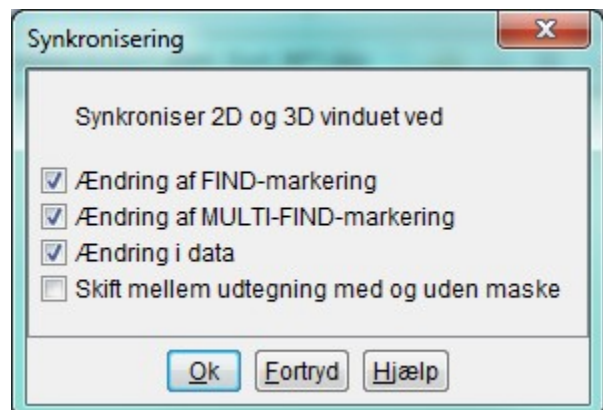 Synkronisering
Synkroniser 2D og 3D vinduet ved
Ændring af FIND-markering
Ændring af MULTI-FIND-markering
Ændring i data
Skift mellem udtegning med og uden maske
Ok Fortryd Hjælp